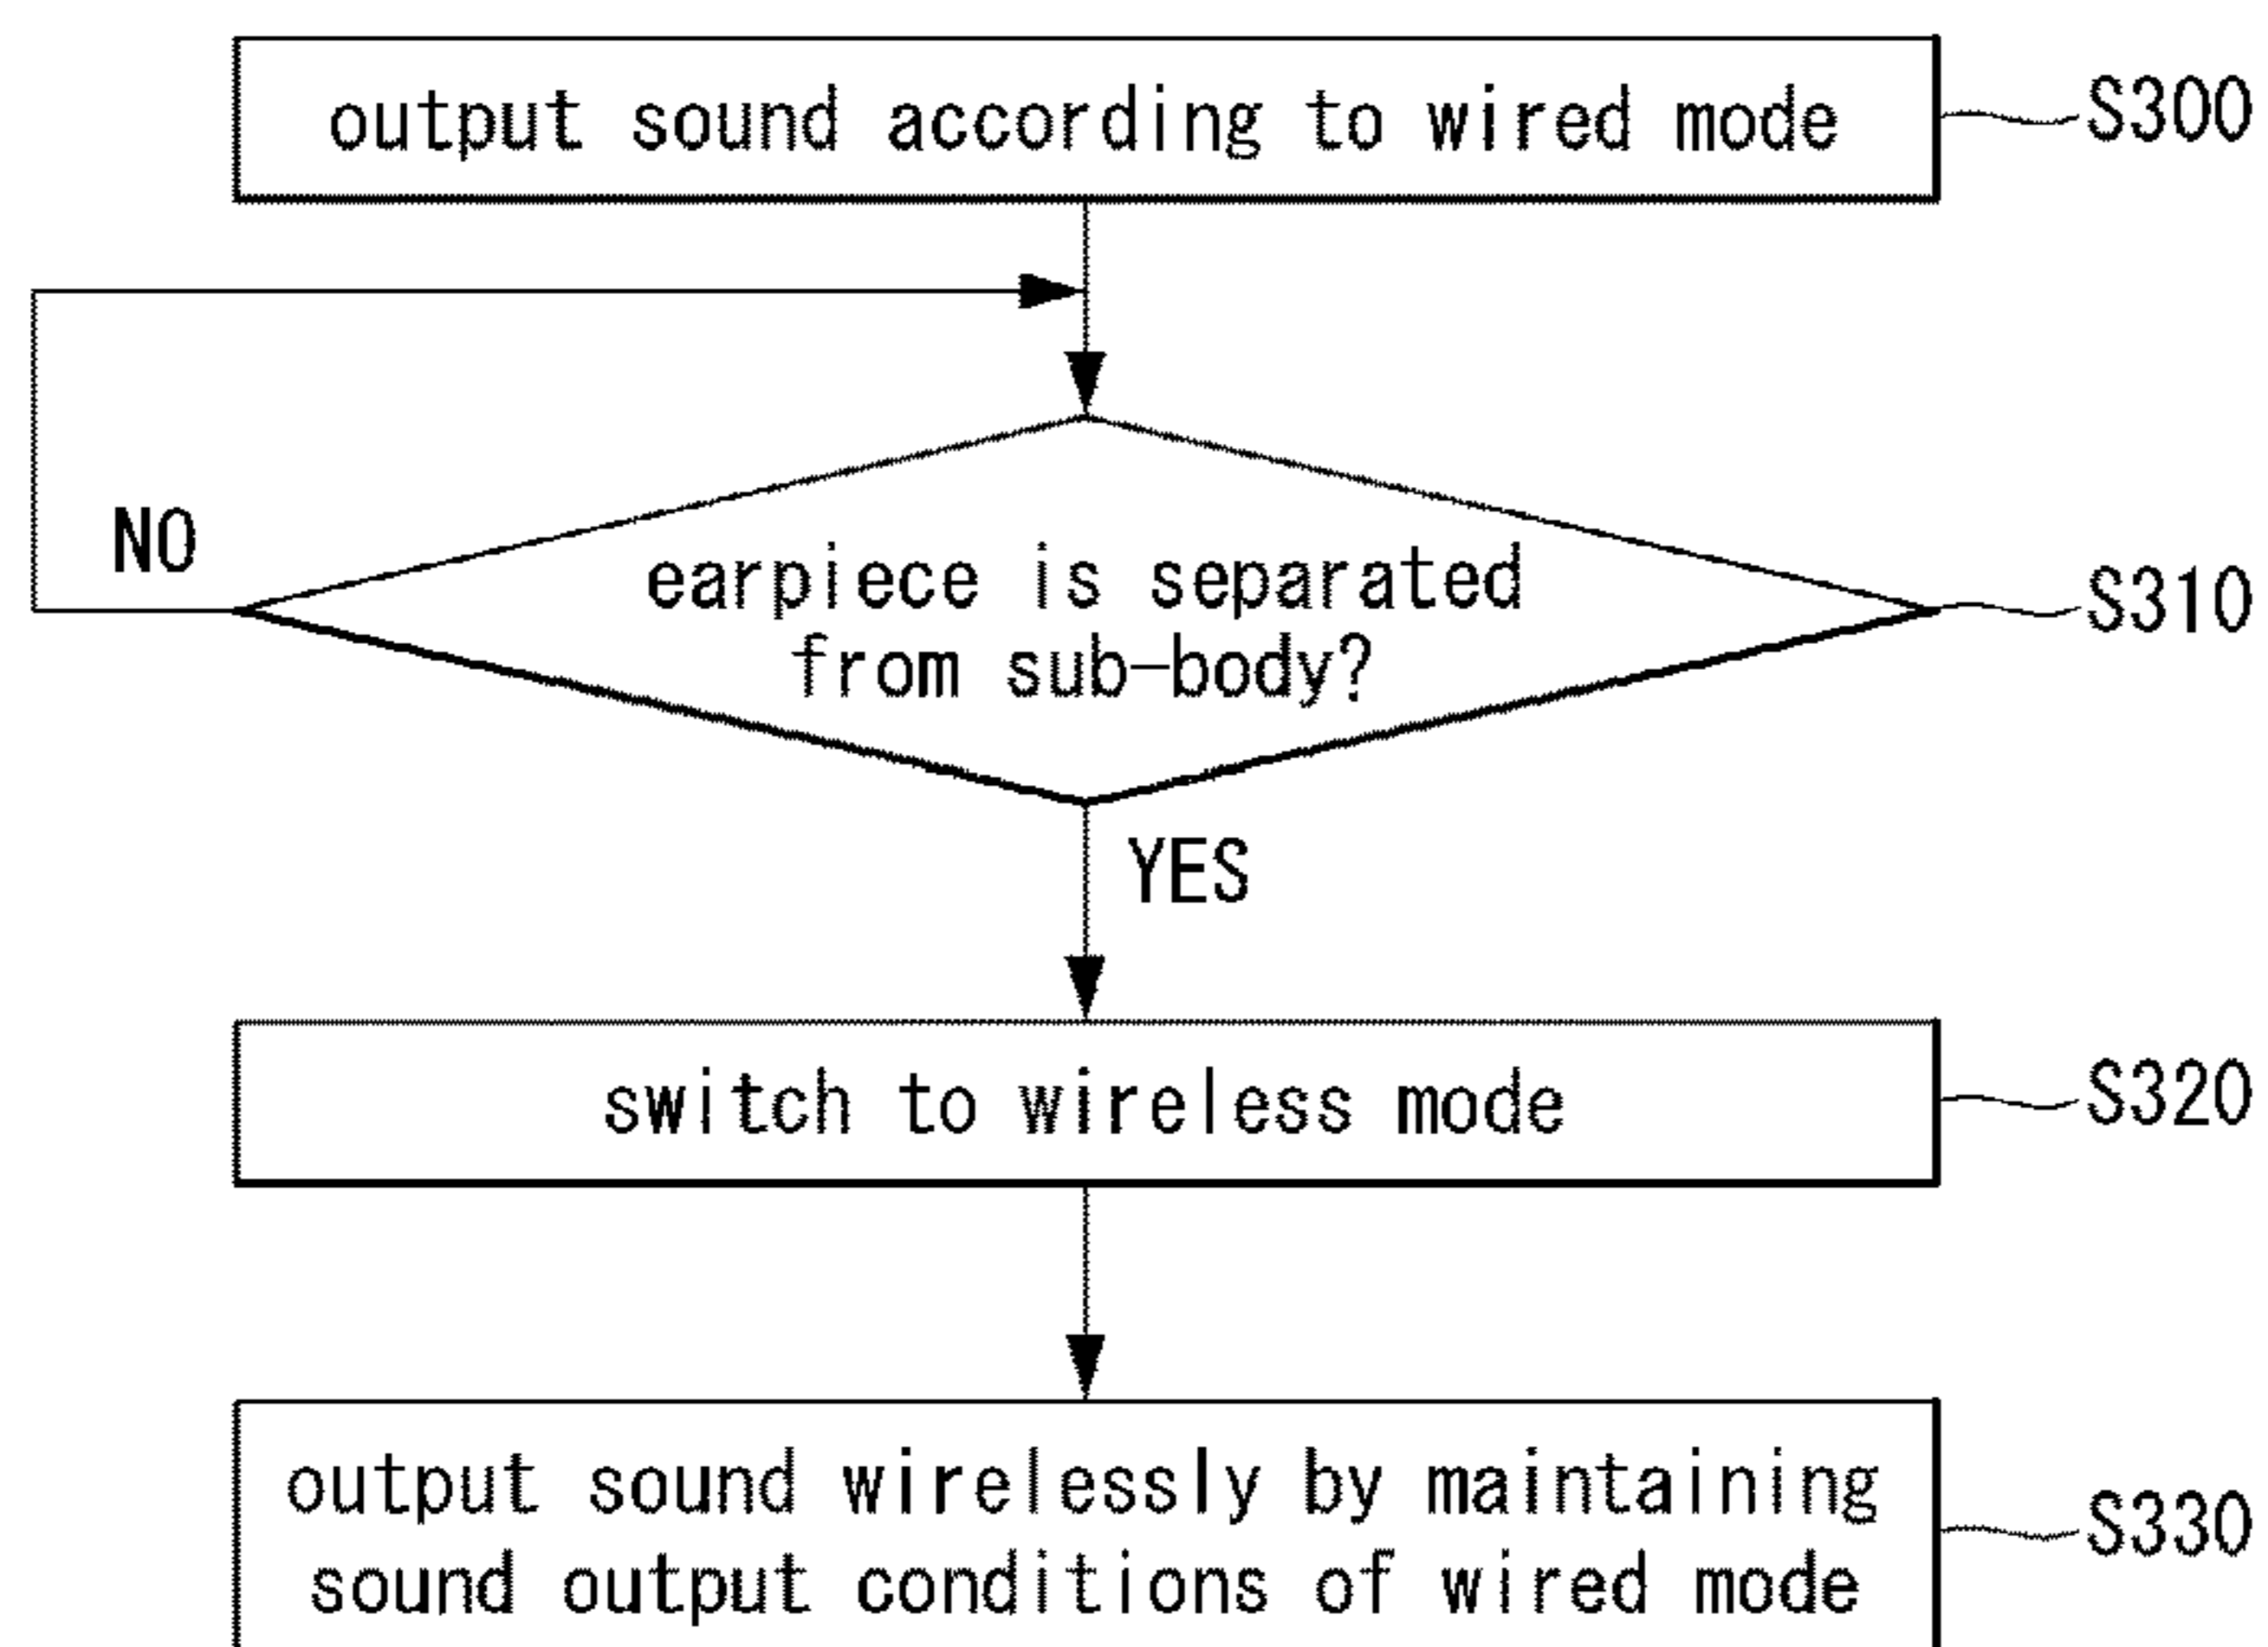 output sound according to wired mode
S300
NO
earpiece is separated
from sub-body?
S310
YES
switch to wireless mode
S320
output sound wirelessly by maintaining
sound output conditions of wired mode
S330